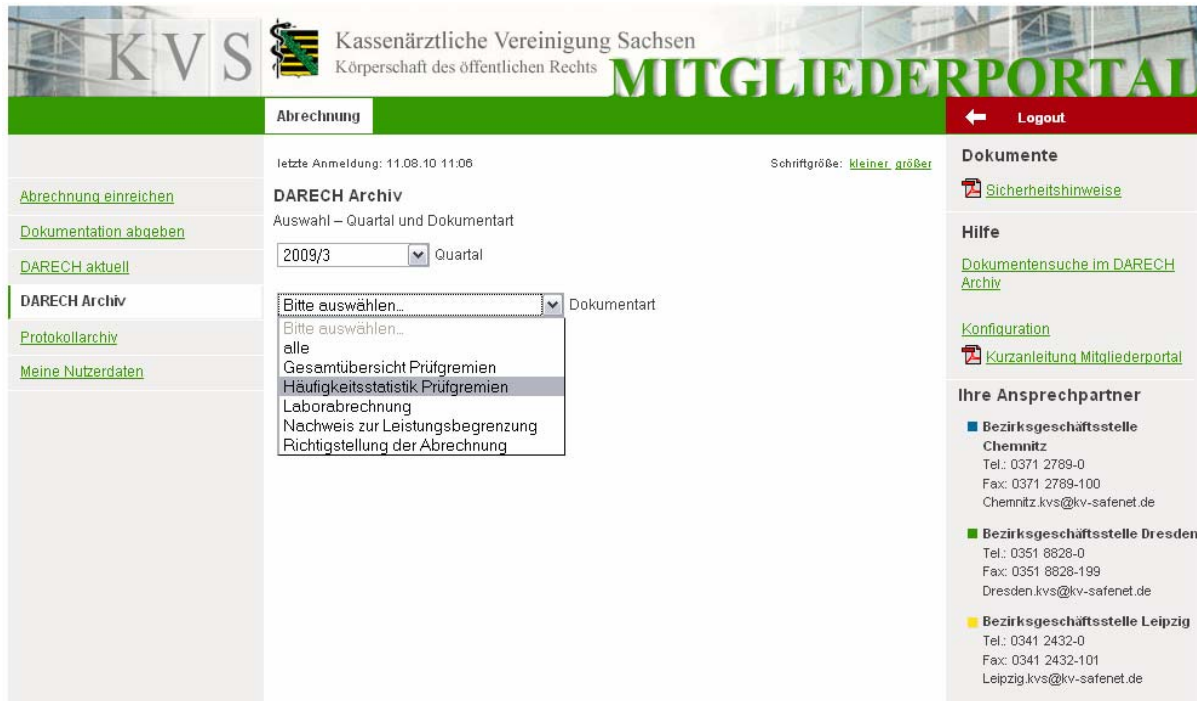 KVS
Kassenärztliche Vereinigung Sachsen
Körperschaft des öffentlichen Rechts
MITGLIEDERPORTAL
Abrechnung
Logout
letzte Anmeldung: 11.08.10 11:06
Schriftgröße: kleiner größer
Abrechnung einreichen
Dokumentation abgeben
DARECH aktuell
DARECH Archiv
Protokollarchiv
Meine Nutzerdaten
DARECH Archiv
Auswahl – Quartal und Dokumentart
2009/3 Quartal
Bitte auswählen... Dokumentart
Bitte auswählen...
alle
Gesamtübersicht Prüfgremien
Häufigkeitsstatistik Prüfgremien
Laborabrechnung
Nachweis zur Leistungsbegrenzung
Richtigstellung der Abrechnung
Dokumente
Sicherheitshinweise
Hilfe
Dokumentensuche im DARECH
Archiv
Konfiguration
Kurzanleitung Mitgliederportal
Ihre Ansprechpartner
Bezirksgeschäftsstelle
Chemnitz
Tel.: 0371 2789-0
Fax: 0371 2789-100
Chemnitz.kvs@kv-safenet.de
Bezirksgeschäftsstelle Dresden
Tel.: 0351 8828-0
Fax: 0351 8828-199
Dresden.kvs@kv-safenet.de
Bezirksgeschäftsstelle Leipzig
Tel.: 0341 2432-0
Fax: 0341 2432-101
Leipzig.kvs@kv-safenet.de